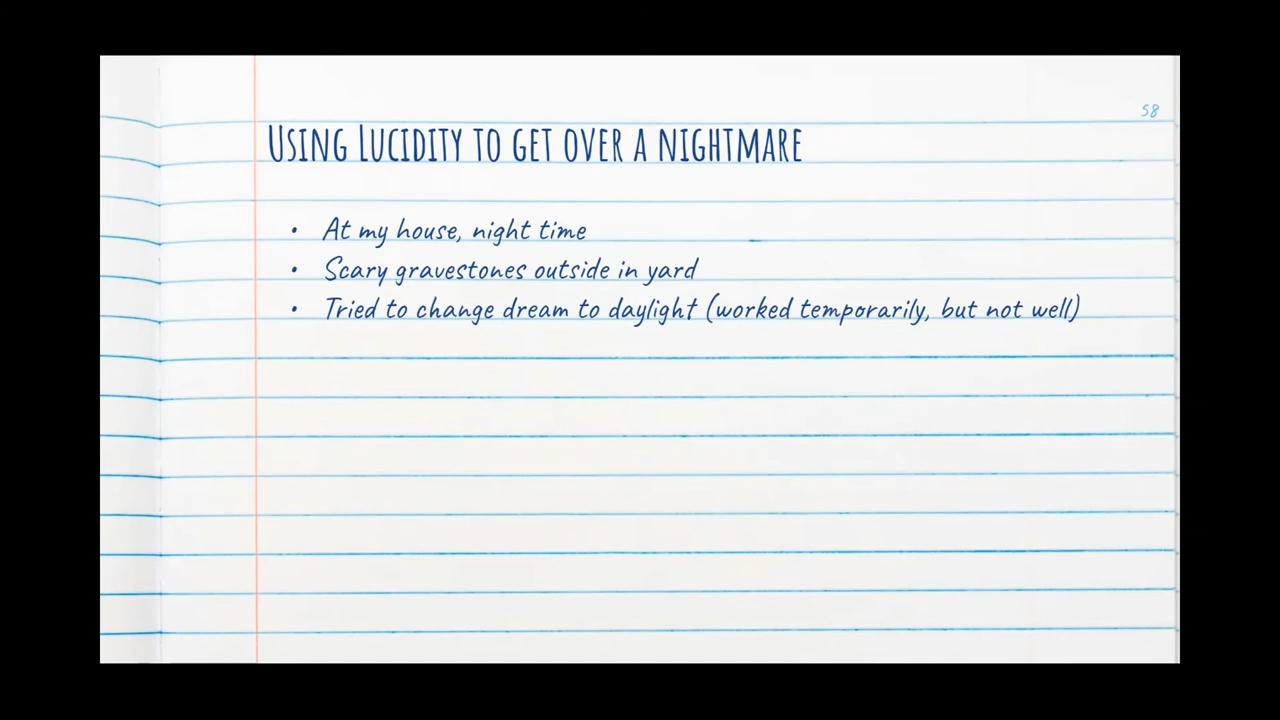 58
Using Lucidity to get over a nightmare
• At my house, night time
• Scary gravestones outside in yard
• Tried to change dream to daylight (worked temporarily, but not well)